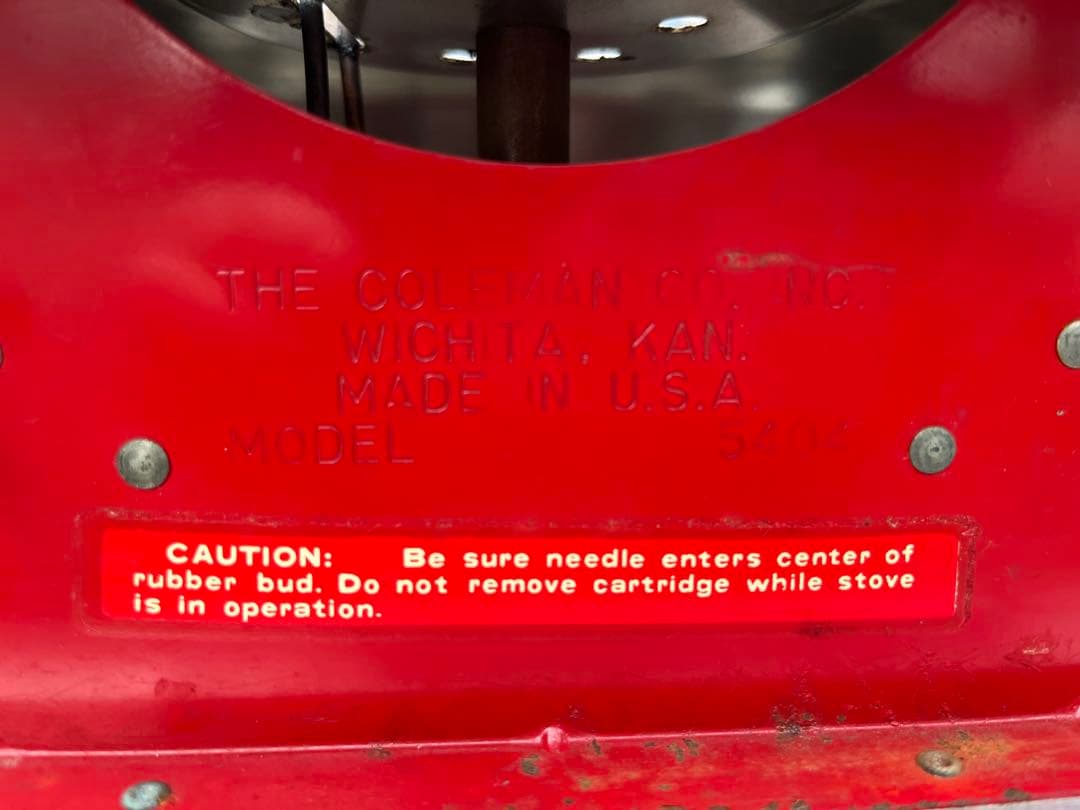 THE COLEMAN CO. INC.
WICHITA, KAN.
MADE IN U.S.A.
MODEL 5404
CAUTION: Be sure needle enters center of
rubber bud. Do not remove cartridge while stove
is in operation.